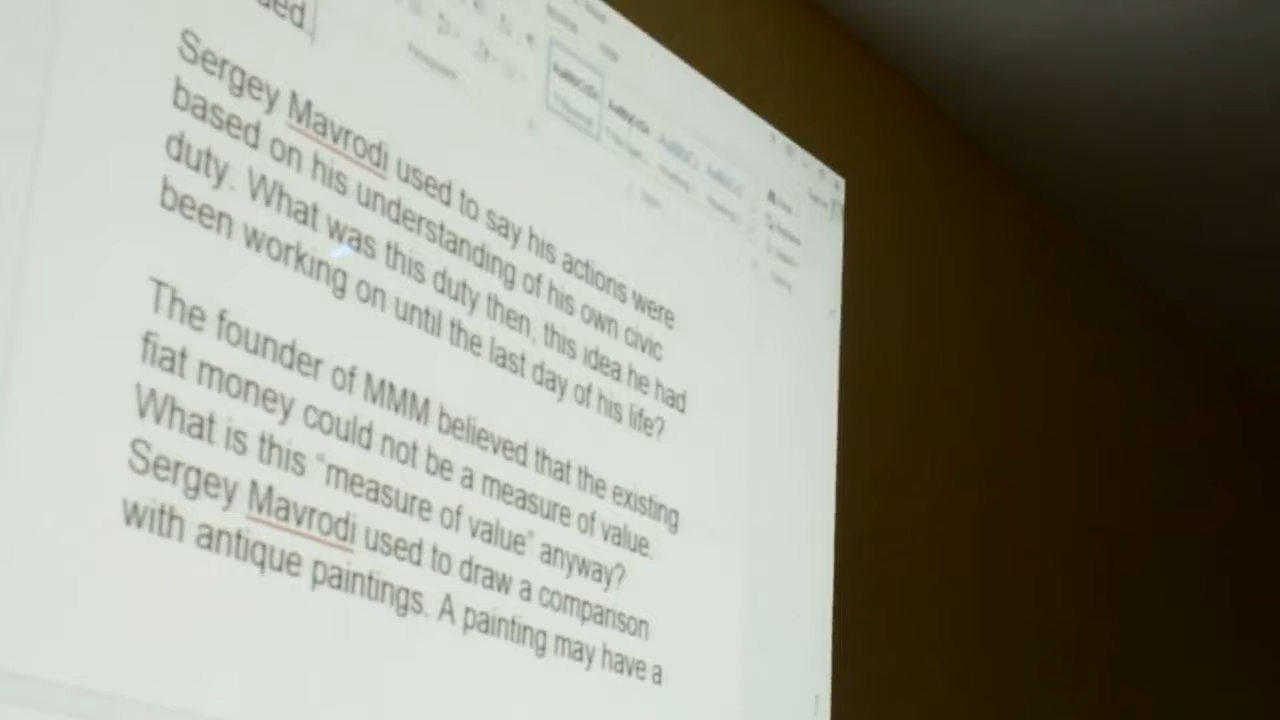 Sergey Mavrodi used to say his actions were
based on his understanding of his own civic
duty. What was this duty then, this idea he had
been working on until the last day of his life?
The founder of MMM believed that the existing
fiat money could not be a measure of value.
What is this "measure of value" anyway?
Sergey Mavrodi used to draw a comparison
with antique paintings. A painting may have a